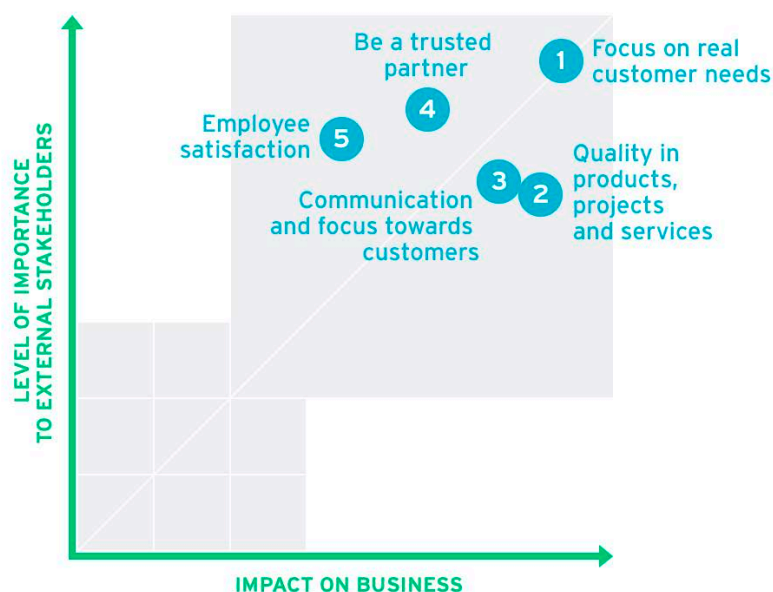 LEVEL OF IMPORTANCE
TO EXTERNAL STAKEHOLDERS
Be a trusted
partner
4
1
Focus on real
customer needs
Employee
satisfaction
5
3
Communication
and focus towards
customers
2
Quality in
products,
projects
and services
IMPACT ON BUSINESS